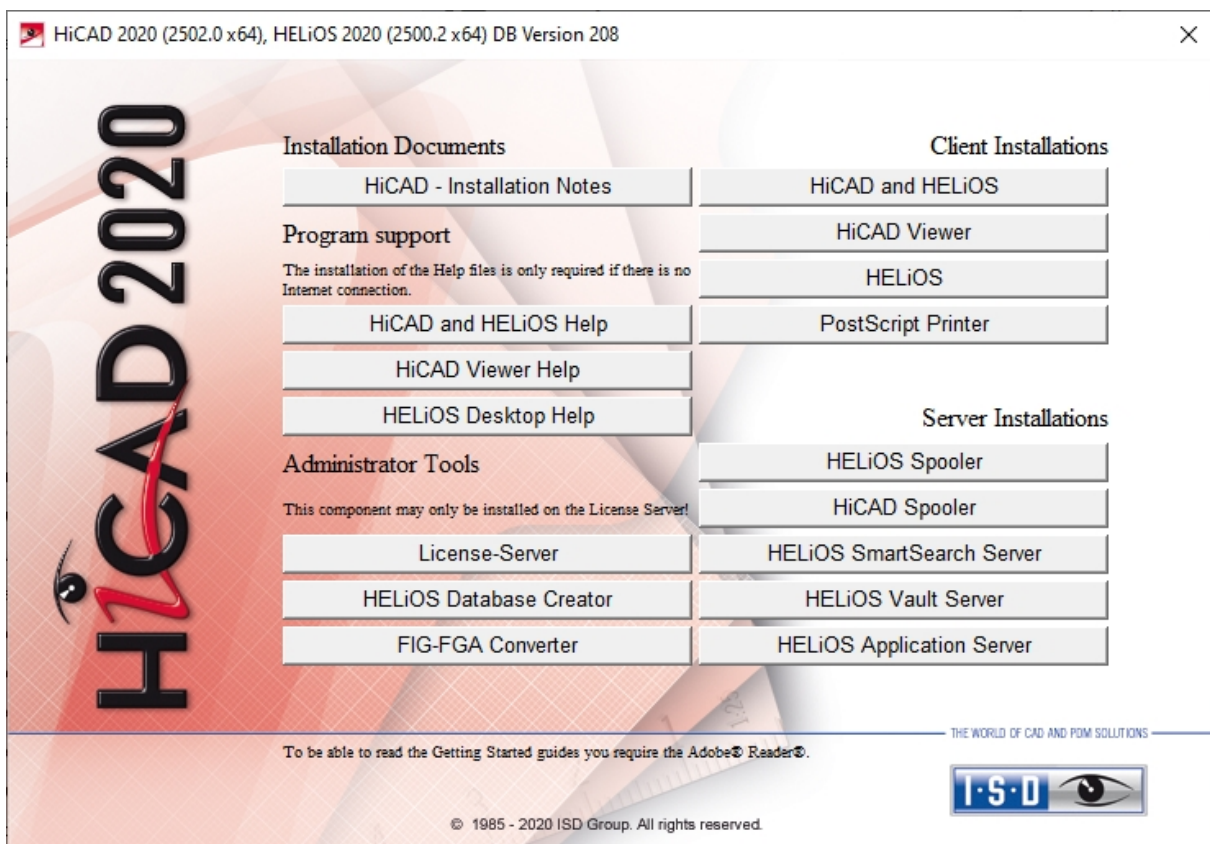 HiCAD 2020 (2502.0 x64), HELiOS 2020 (2500.2 x64) DB Version 208
HiCAD 2020
Installation Documents
HiCAD - Installation Notes
Program support
The installation of the Help files is only required if there is no
Internet connection.
HiCAD and HELiOS Help
HiCAD Viewer Help
HELiOS Desktop Help
Administrator Tools
This component may only be installed on the License Server!
License-Server
HELiOS Database Creator
FIG-FGA Converter
Client Installations
HiCAD and HELiOS
HiCAD Viewer
HELiOS
PostScript Printer
Server Installations
HELiOS Spooler
HiCAD Spooler
HELiOS SmartSearch Server
HELiOS Vault Server
HELiOS Application Server
1:25
THE WORLD OF CAD AND PDM SOLUTIONS
To be able to read the Getting Started guides you require the Adobe® Reader®.
I·S·D
© 1985 - 2020 ISD Group. All rights reserved.